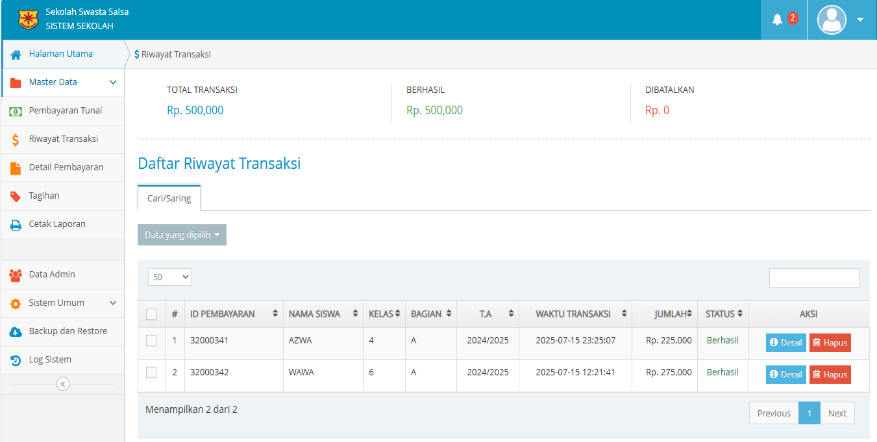 Sekolah Swasta Salsa
SISTEM SEKOLAH
2
Halaman Utama
$ Riwayat Transaksi
Master Data
Pembayaran Tunai
$ Riwayat Transaksi
Detail Pembayaran
Tagihan
Cetak Laporan
Data Admin
Sistem Umum
Backup dan Restore
Log Sistem
TOTAL TRANSAKSI BERHASIL DIBATALKAN
Rp. 500,000 Rp. 500,000 Rp. 0
Daftar Riwayat Transaksi
Cari/Saring
Data yang dipilih
50
# ID PEMBAYARAN NAMA SISWA KELAS BAGIAN T.A WAKTU TRANSAKSI JUMLAH STATUS AKSI
1 32000341 AZWA 4 A 2024/2025 2025-07-15 23:25:07 Rp. 225.000 Berhasil Detail Hapus
2 32000342 WAWA 6 A 2024/2025 2025-07-15 12:21:41 Rp. 275.000 Berhasil Detail Hapus
Menampilkan 2 dari 2
Previous 1 Next